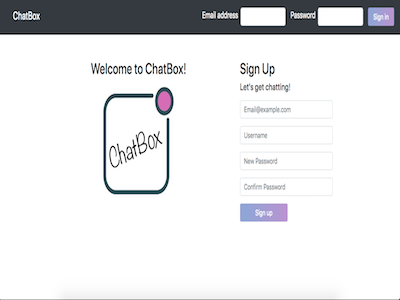 ChatBox Email address Password Sign in
Welcome to ChatBox!
ChatBox
Sign Up
Let's get chatting!
Email@example.com
Username
New Password
Confirm Password
Sign up